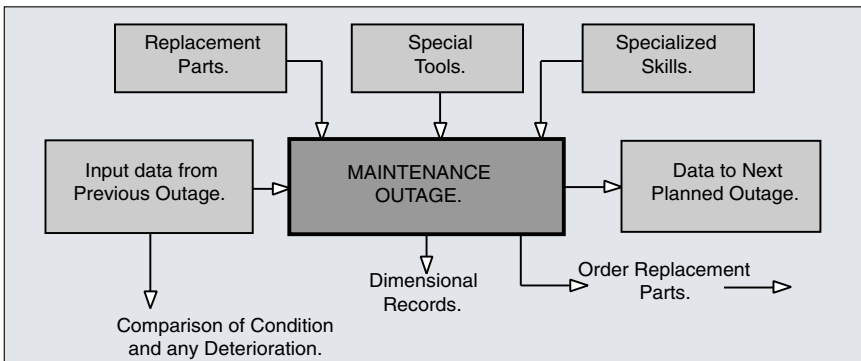 Replacement
Parts.
Special
Tools.
Specialized
Skills.
Input data from
Previous Outage.
MAINTENANCE
OUTAGE.
Data to Next
Planned Outage.
Dimensional
Records.
Order Replacement
Parts.
Comparison of Condition
and any Deterioration.